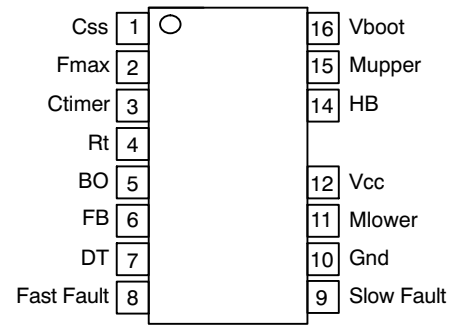 Css 1 16 Vboot
Fmax 2 15 Mupper
Ctimer 3 14 HB
Rt 4
BO 5 12 Vcc
FB 6 11 Mlower
DT 7 10 Gnd
Fast Fault 8 9 Slow Fault